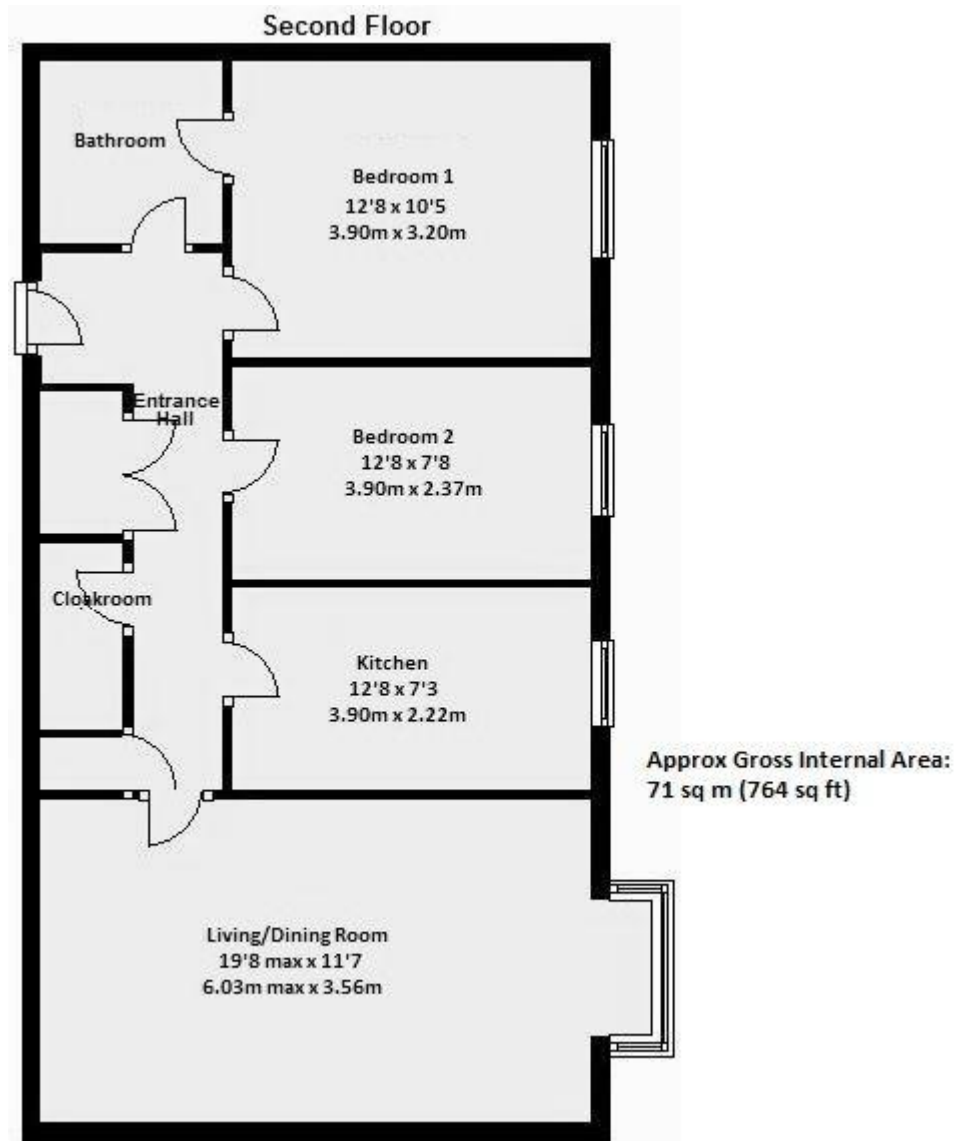 Second Floor
Bathroom
Bedroom 1
12'8 x 10'5
3.90m x 3.20m
Entrance
Hall
Bedroom 2
12'8 x 7'8
3.90m x 2.37m
Cloakroom
Kitchen
12'8 x 7'3
3.90m x 2.22m
Approx Gross Internal Area:
71 sq m (764 sq ft)
Living/Dining Room
19'8 max x 11'7
6.03m max x 3.56m